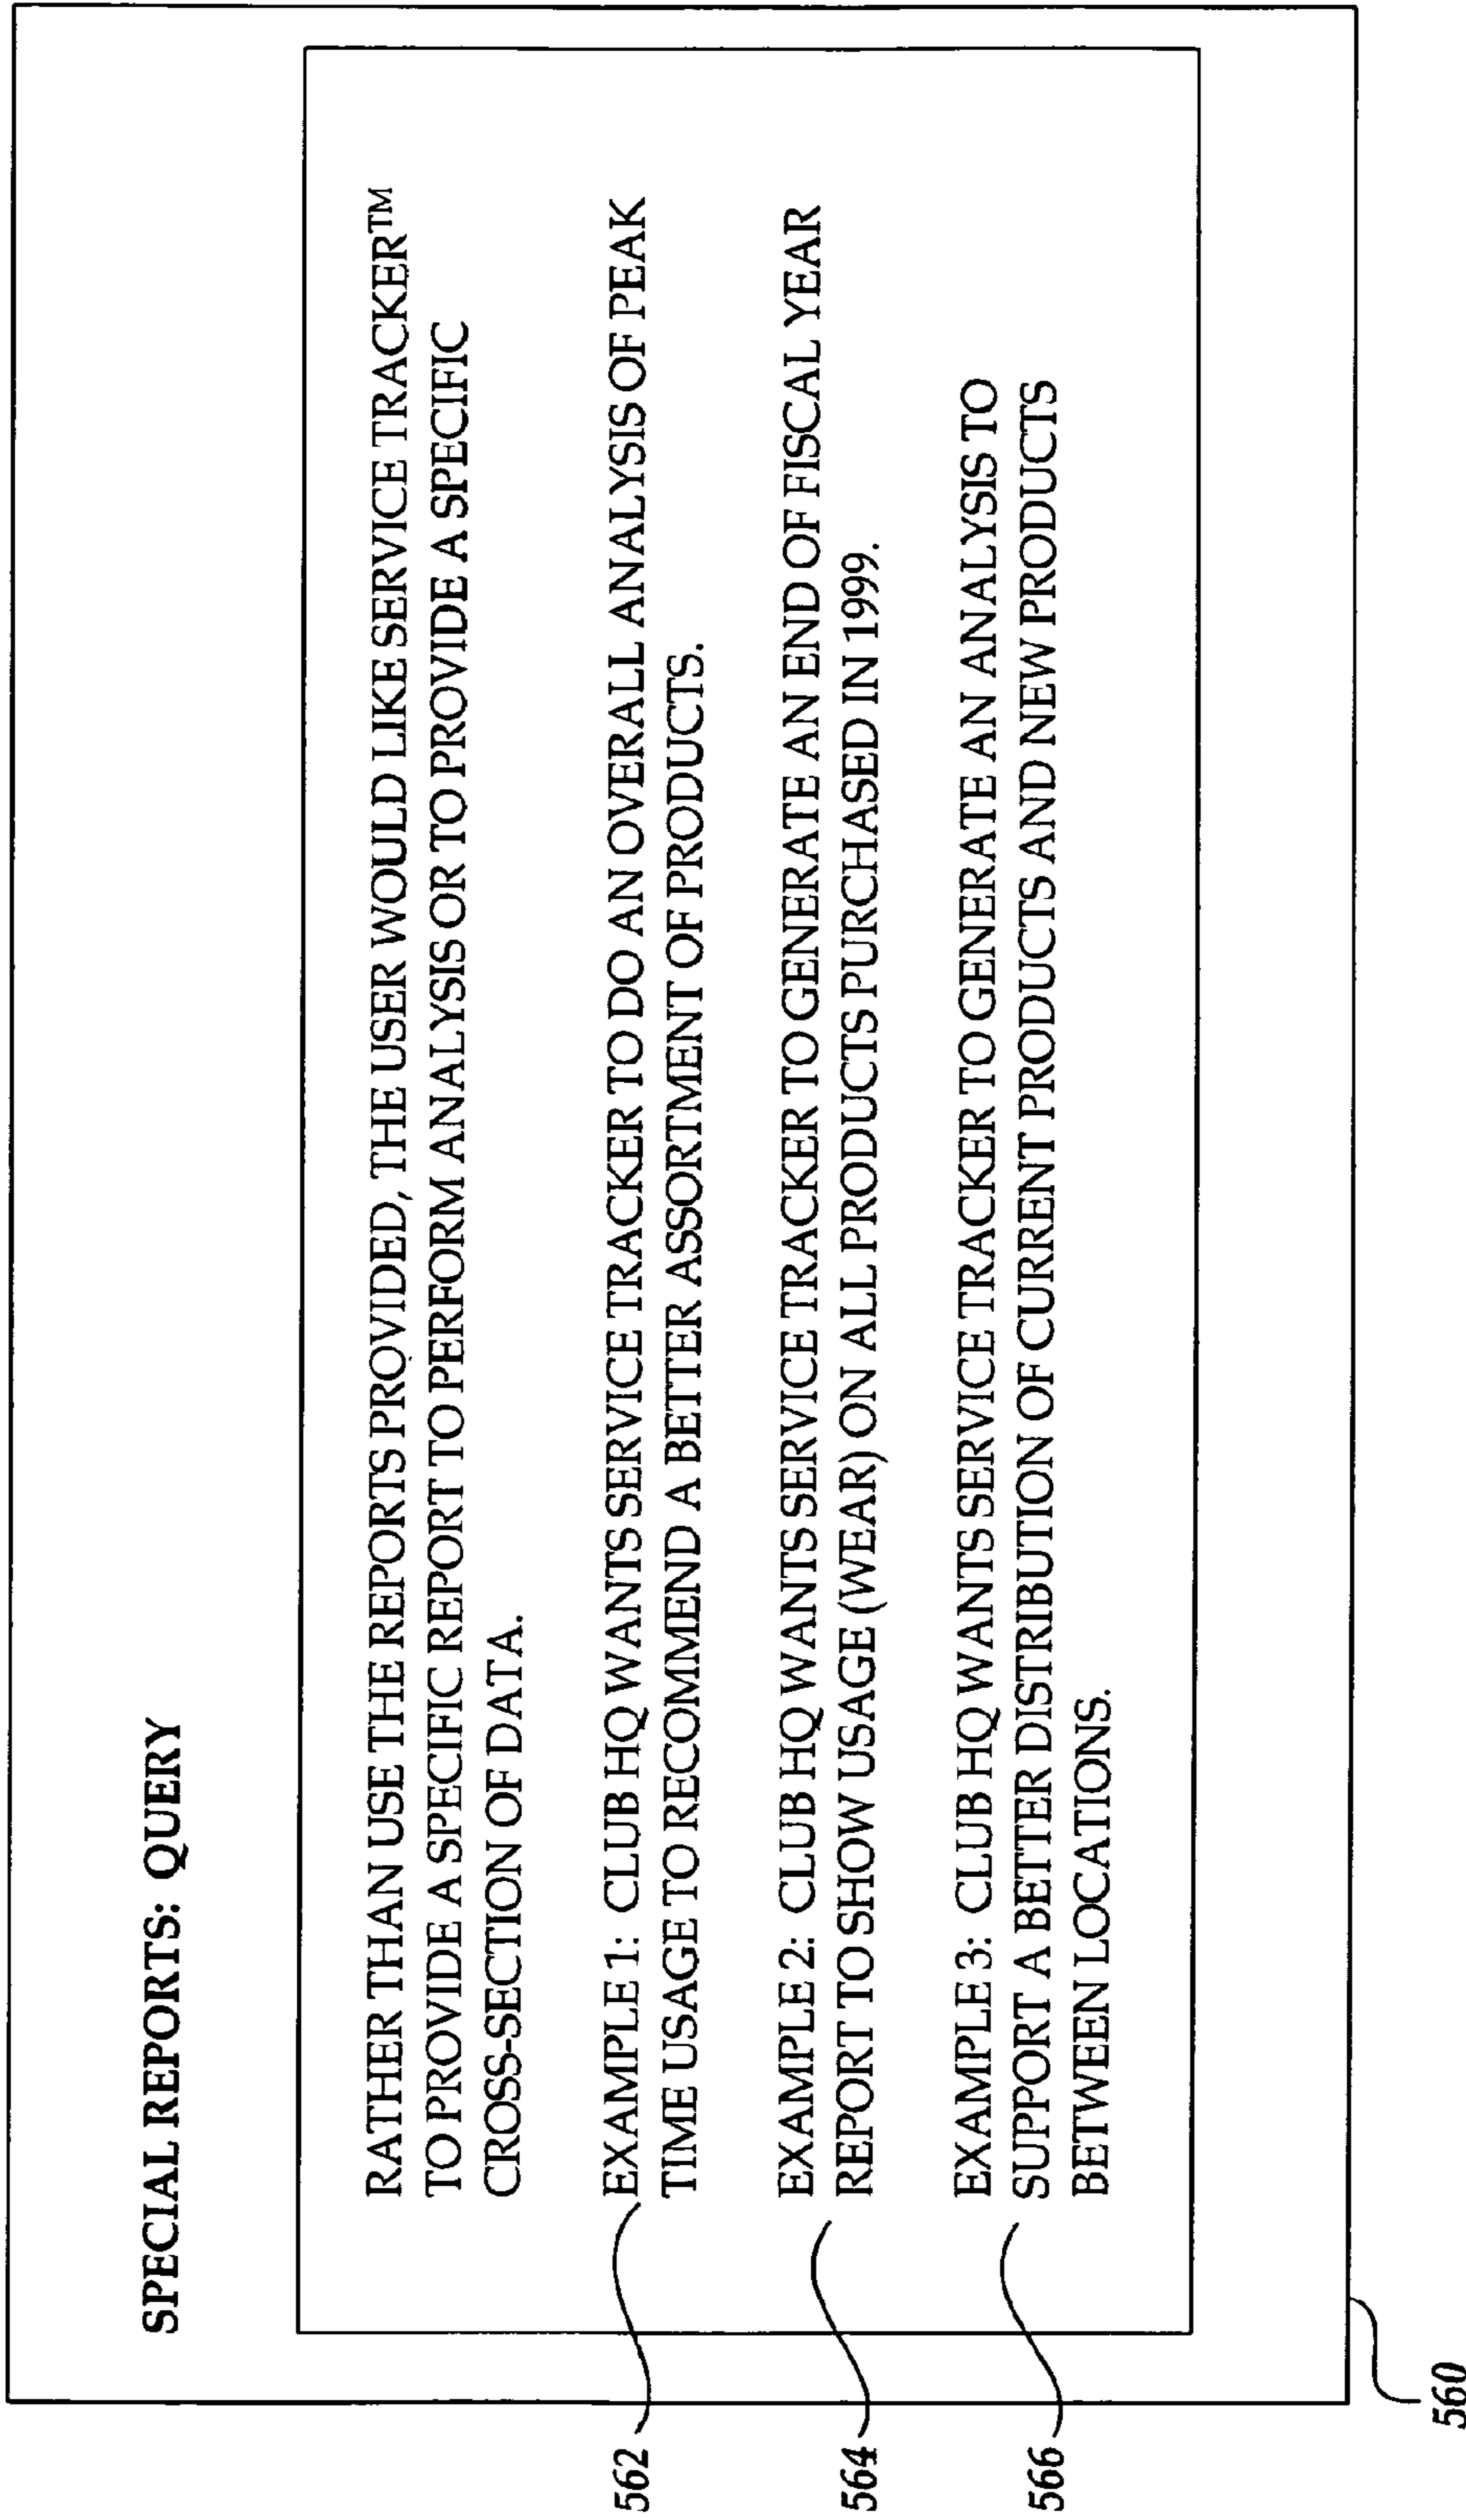 SPECIAL REPORTS: QUERY
RATHER THAN USE THE REPORTS PROVIDED, THE USER WOULD LIKE SERVICE TRACKER™
TO PROVIDE A SPECIFIC REPORT TO PERFORM ANALYSIS OR TO PROVIDE A SPECIFIC
CROSS-SECTION OF DATA.
EXAMPLE 1: CLUB HQ WANTS SERVICE TRACKER TO DO AN OVERALL ANALYSIS OF PEAK
TIME USAGE TO RECOMMEND A BETTER ASSORTMENT OF PRODUCTS.
EXAMPLE 2: CLUB HQ WANTS SERVICE TRACKER TO GENERATE AN END OF FISCAL YEAR
REPORT TO SHOW USAGE (WEAR) ON ALL PRODUCTS PURCHASED IN 1999.
EXAMPLE 3: CLUB HQ WANTS SERVICE TRACKER TO GENERATE AN ANALYSIS TO
SUPPORT A BETTER DISTRIBUTION OF CURRENT PRODUCTS AND NEW PRODUCTS
BETWEEN LOCATIONS.
562
564
566
560